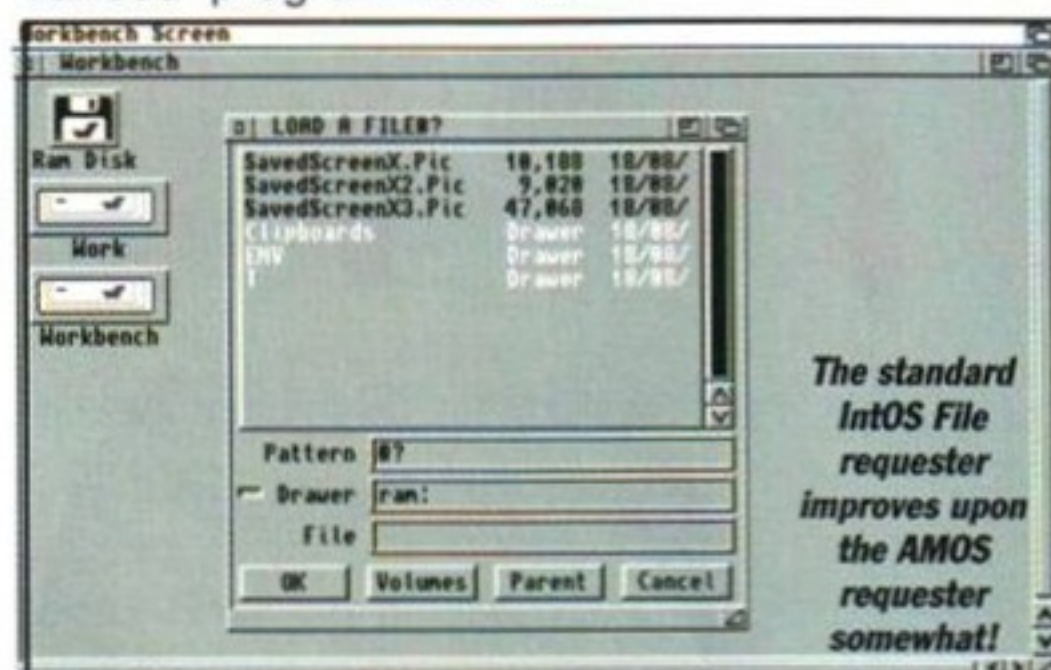 Workbench Screen
Workbench
Ram Disk
Work
Workbench
LOAD A FILE#?
SavedScreenX.Pic 10,188 18/08/
SavedScreenX2.Pic 9,020 18/08/
SavedScreenX3.Pic 47,068 18/08/
Clipboards Drawer 18/08/
ENV Drawer 18/08/
T Drawer 18/08/
Pattern #?
Drawer ram:
File
OK Volumes Parent Cancel
The standard
IntOS File
requester
improves upon
the AMOS
requester
somewhat!